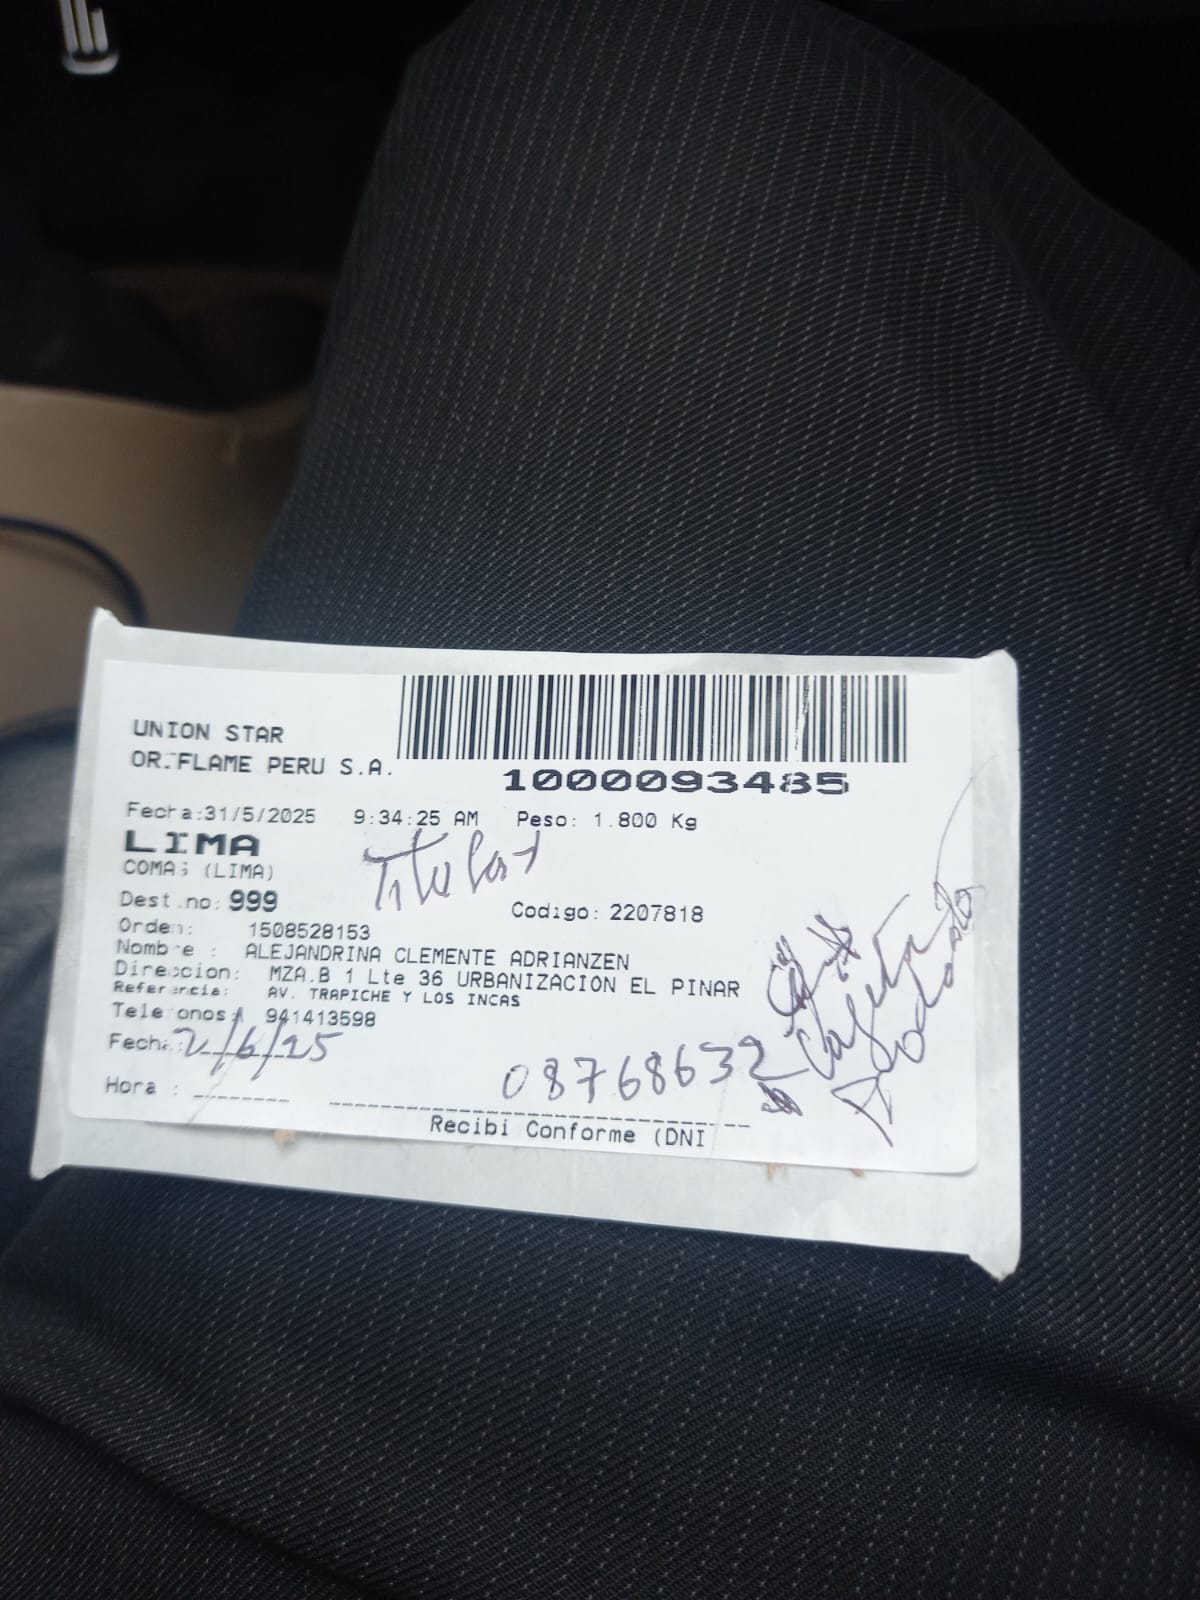 UNION STAR
ORIFLAME PERU S.A.
1000093485
Fecha:31/5/2025 9:34:25 AM Peso: 1.800 Kg
LIMA
COMAS (LIMA)
Titular
Dest.no: 999
Codigo: 2207818
Orden: 1508528153
Nombre : ALEJANDRINA CLEMENTE ADRIANZEN
Direccion: MZA.B 1 Lte 36 URBANIZACION EL PINAR
Referencia: AV. TRAPICHE Y LOS INCAS
Telefonos: 941413598
Fecha: 2/6/25
08768632
Hora :
Recibi Conforme (DNI